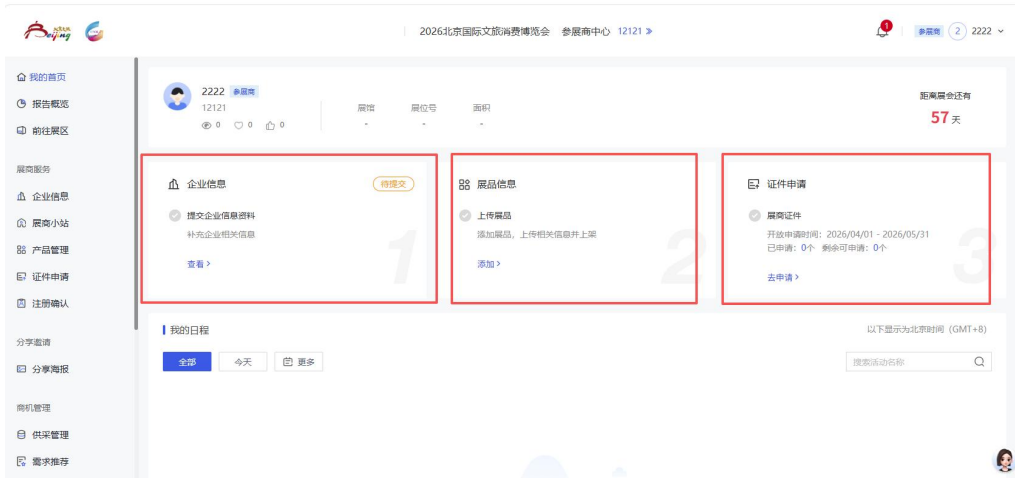 Beijing
2026北京国际文旅消费博览会 参展商中心 12121 »
1
参展商 2 2222
我的首页
报告概览
前往展区
展商服务
企业信息
展商小站
产品管理
证件申请
注册确认
分享邀请
分享海报
商机管理
供采管理
需求推荐
2222 参展商
12121
0 0 0
展馆 展位号 面积
- - -
距离展会还有
57 天
企业信息 待提交
提交企业信息资料
补充企业相关信息
查看 >
1
展品信息
上传展品
添加展品，上传相关信息并上架
添加 >
2
证件申请
展商证件
开放申请时间：2026/04/01 - 2026/05/31
已申请：0个 剩余可申请：0个
去申请 >
3
我的日程
以下显示为北京时间（GMT+8）
全部 今天 更多
搜索活动名称